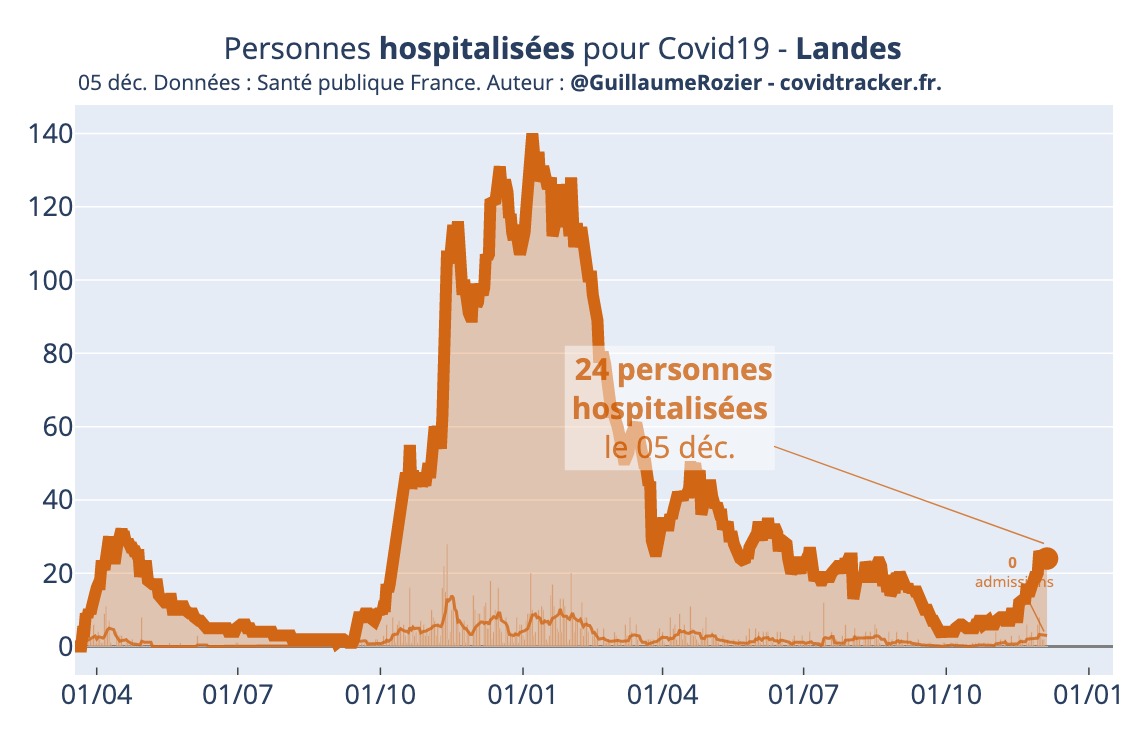 Personnes hospitalisées pour Covid19 - Landes
05 déc. Données : Santé publique France. Auteur : @GuillaumeRozier - covidtracker.fr.
140
120
100
80
60
40
20
0
24 personnes
hospitalisées
le 05 déc.
0
admissions
01/04
01/07
01/10
01/01
01/04
01/07
01/10
01/01